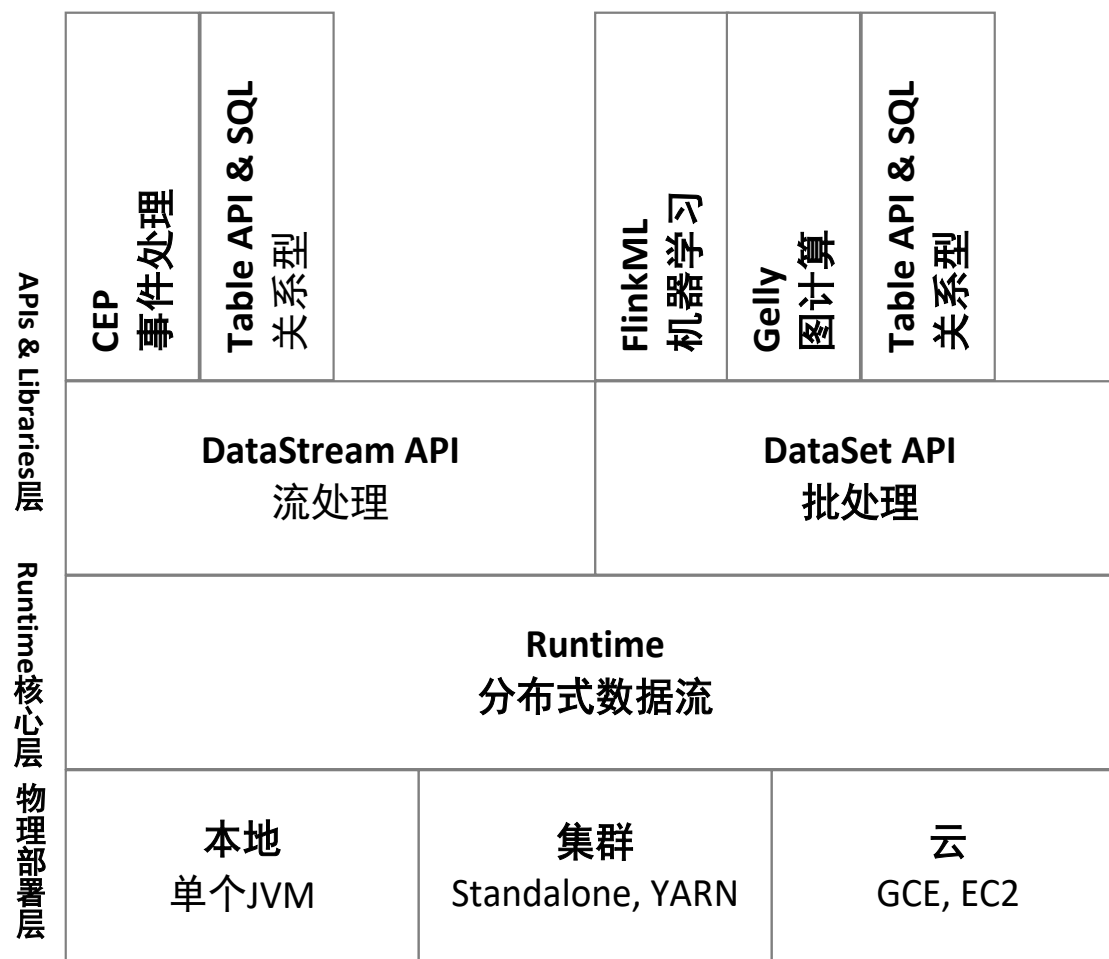 APIs & Libraries层
CEP
事件处理
Table API & SQL
关系型
FlinkML
机器学习
Gelly
图计算
Table API & SQL
关系型
DataStream API
流处理
DataSet API
批处理
Runtime核心层
Runtime
分布式数据流
物理部署层
本地
单个JVM
集群
Standalone, YARN
云
GCE, EC2